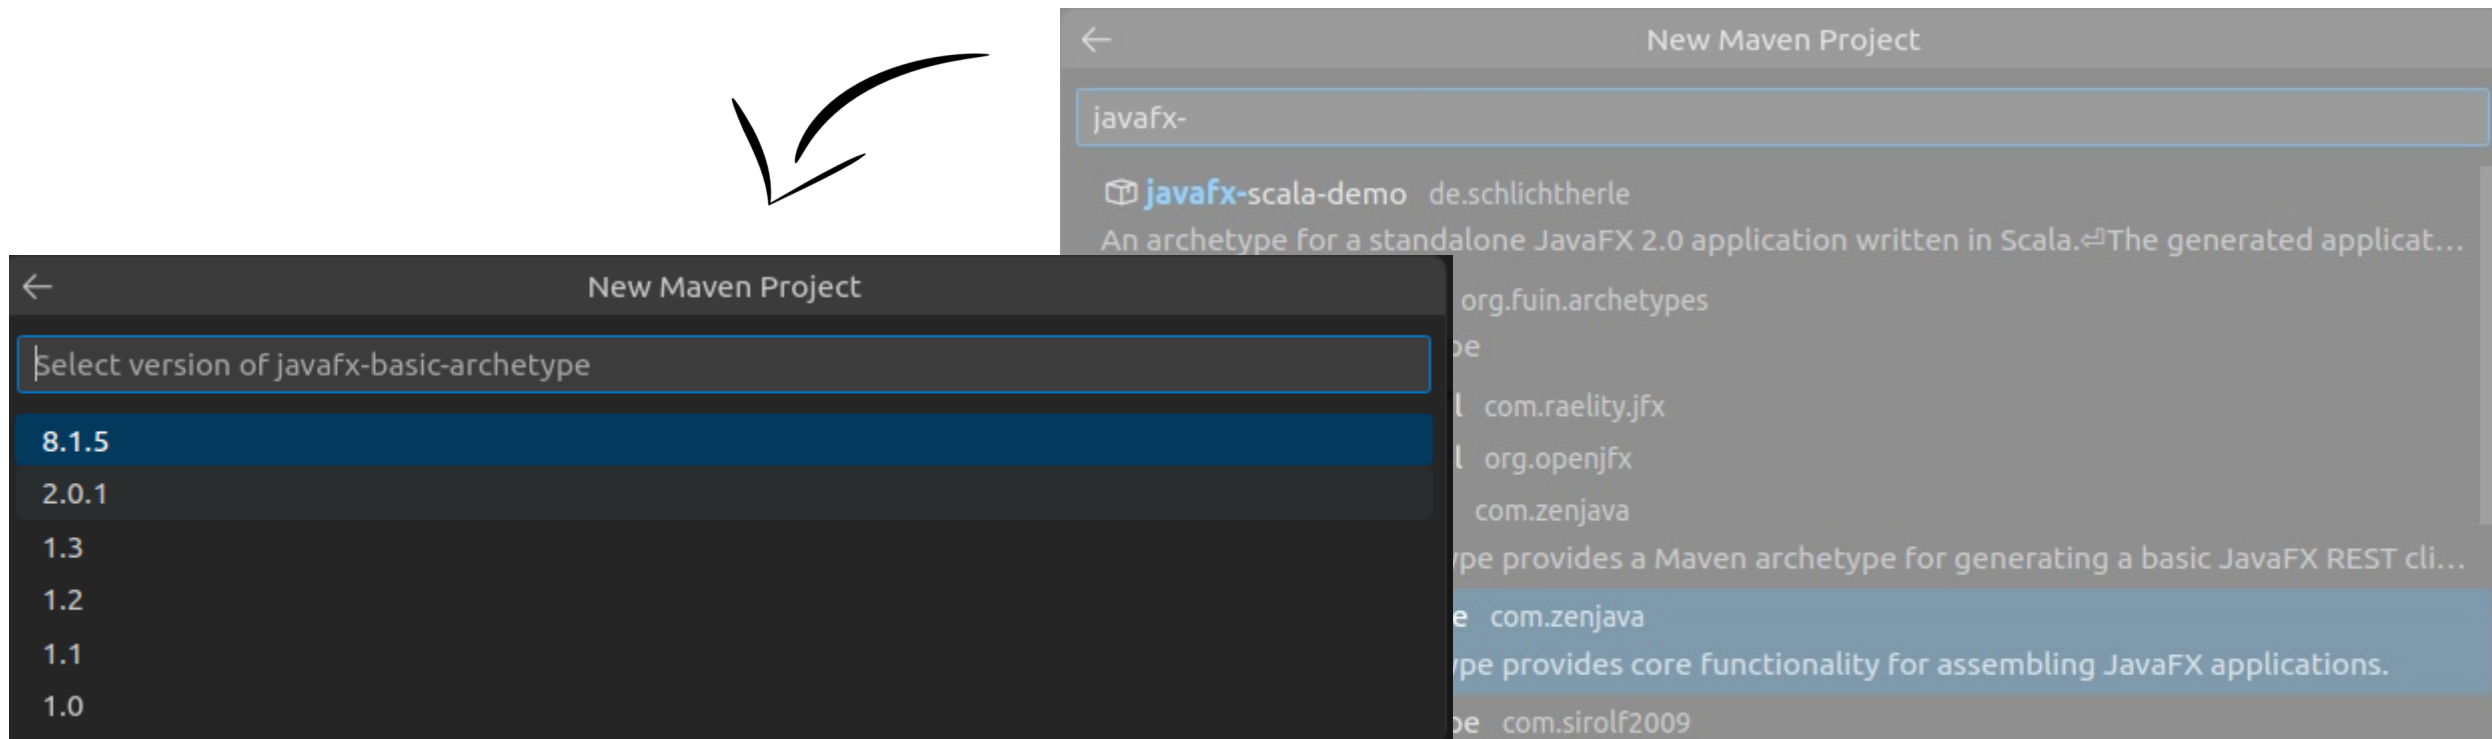 New Maven Project
javafx-
javafx-scala-demo de.schlichtherle
An archetype for a standalone JavaFX 2.0 application written in Scala.⏎The generated applicat...
org.fuin.archetypes
com.raelity.jfx
org.openjfx
com.zenjava
provides a Maven archetype for generating a basic JavaFX REST cli...
com.zenjava
provides core functionality for assembling JavaFX applications.
com.sirolf2009
New Maven Project
Select version of javafx-basic-archetype
8.1.5
2.0.1
1.3
1.2
1.1
1.0